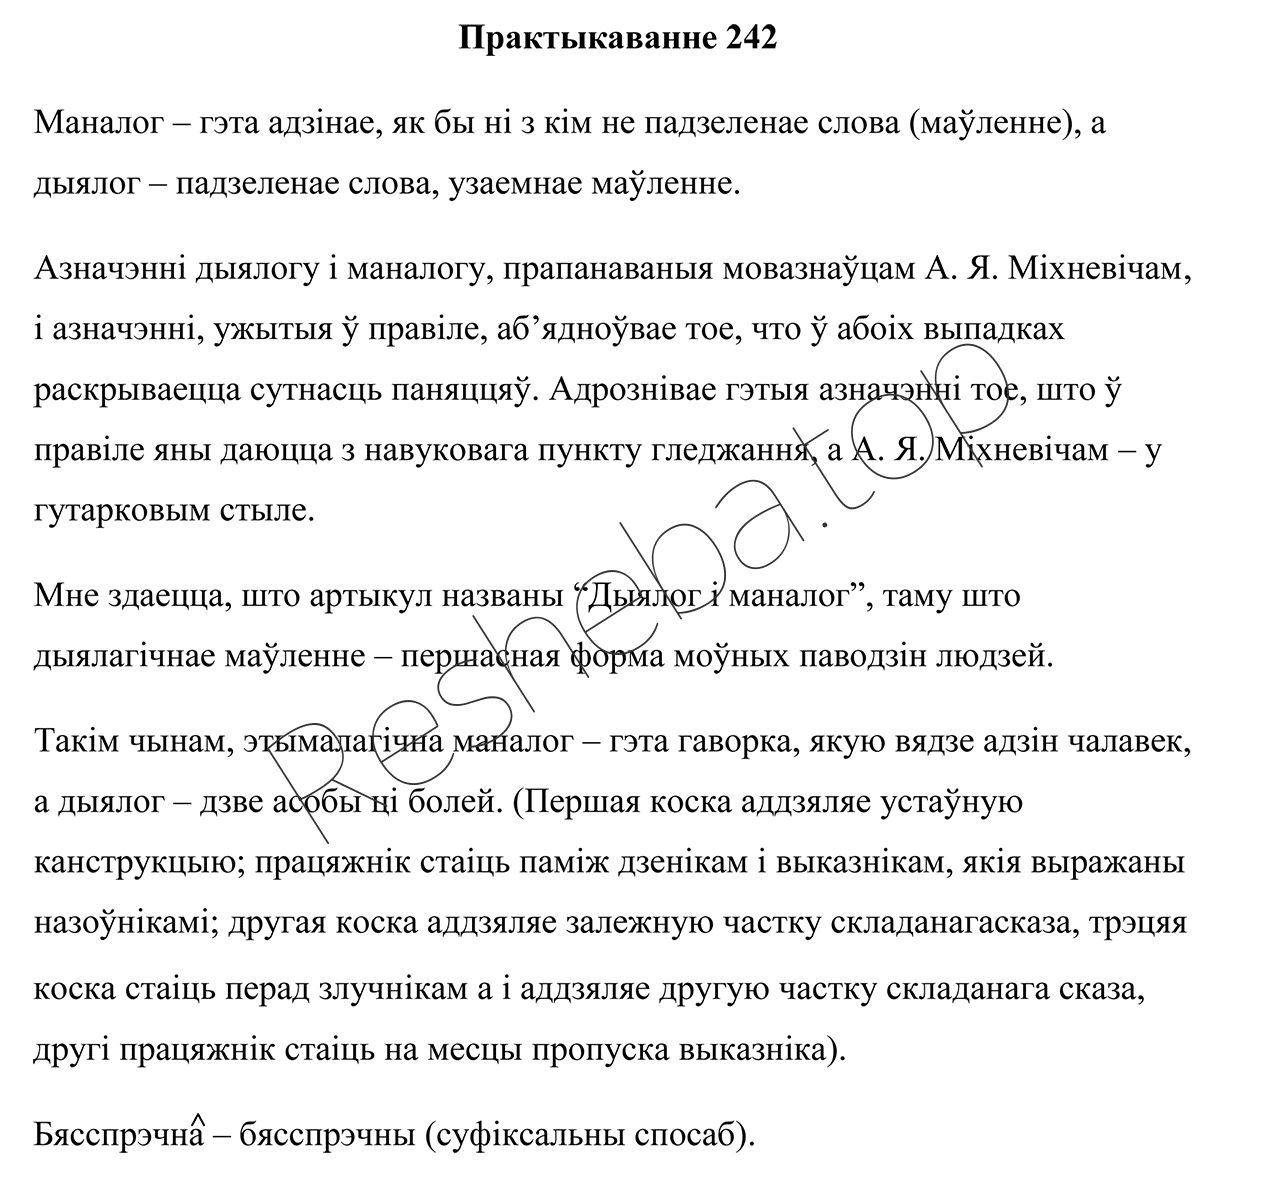 Практыкаванне 242
Маналог – гэта адзінае, як бы ні з кім не падзеленае слова (маўленне), а
дыялог – падзеленае слова, узаемнае маўленне.
Азначэнні дыялогу і маналогу, прапанаваныя мовазнаўцам А. Я. Міхневічам,
і азначэнні, ужытыя ў правіле, аб’ядноўвае тое, что ў абоіх выпадках
раскрываецца сутнасць паняццяў. Адрознівае гэтыя азначэнні тое, што ў
правіле яны даюцца з навуковага пункту гледжання, а А. Я. Міхневічам – у
гутарковым стыле.
Мне здаецца, што артыкул названы “Дыялог і маналог”, таму што
дыялагічнае маўленне – першасная форма моўных паводзін людзей.
Такім чынам, этымалагічна маналог – гэта гаворка, якую вядзе адзін чалавек,
а дыялог – дзве асобы ці болей. (Першая коска аддзяляе устаўную
канструкцыю; працяжнік стаіць паміж дзенікам і выказнікам, якія выражаны
назоўнікамі; другая коска аддзяляе залежную частку складанагасказа, трэцяя
коска стаіць перад злучнікам а і аддзяляе другую частку складанага сказа,
другі працяжнік стаіць на месцы пропуска выказніка).
Бясспрэчна̂ – бясспрэчны (суфіксальны спосаб).
Resheba.top